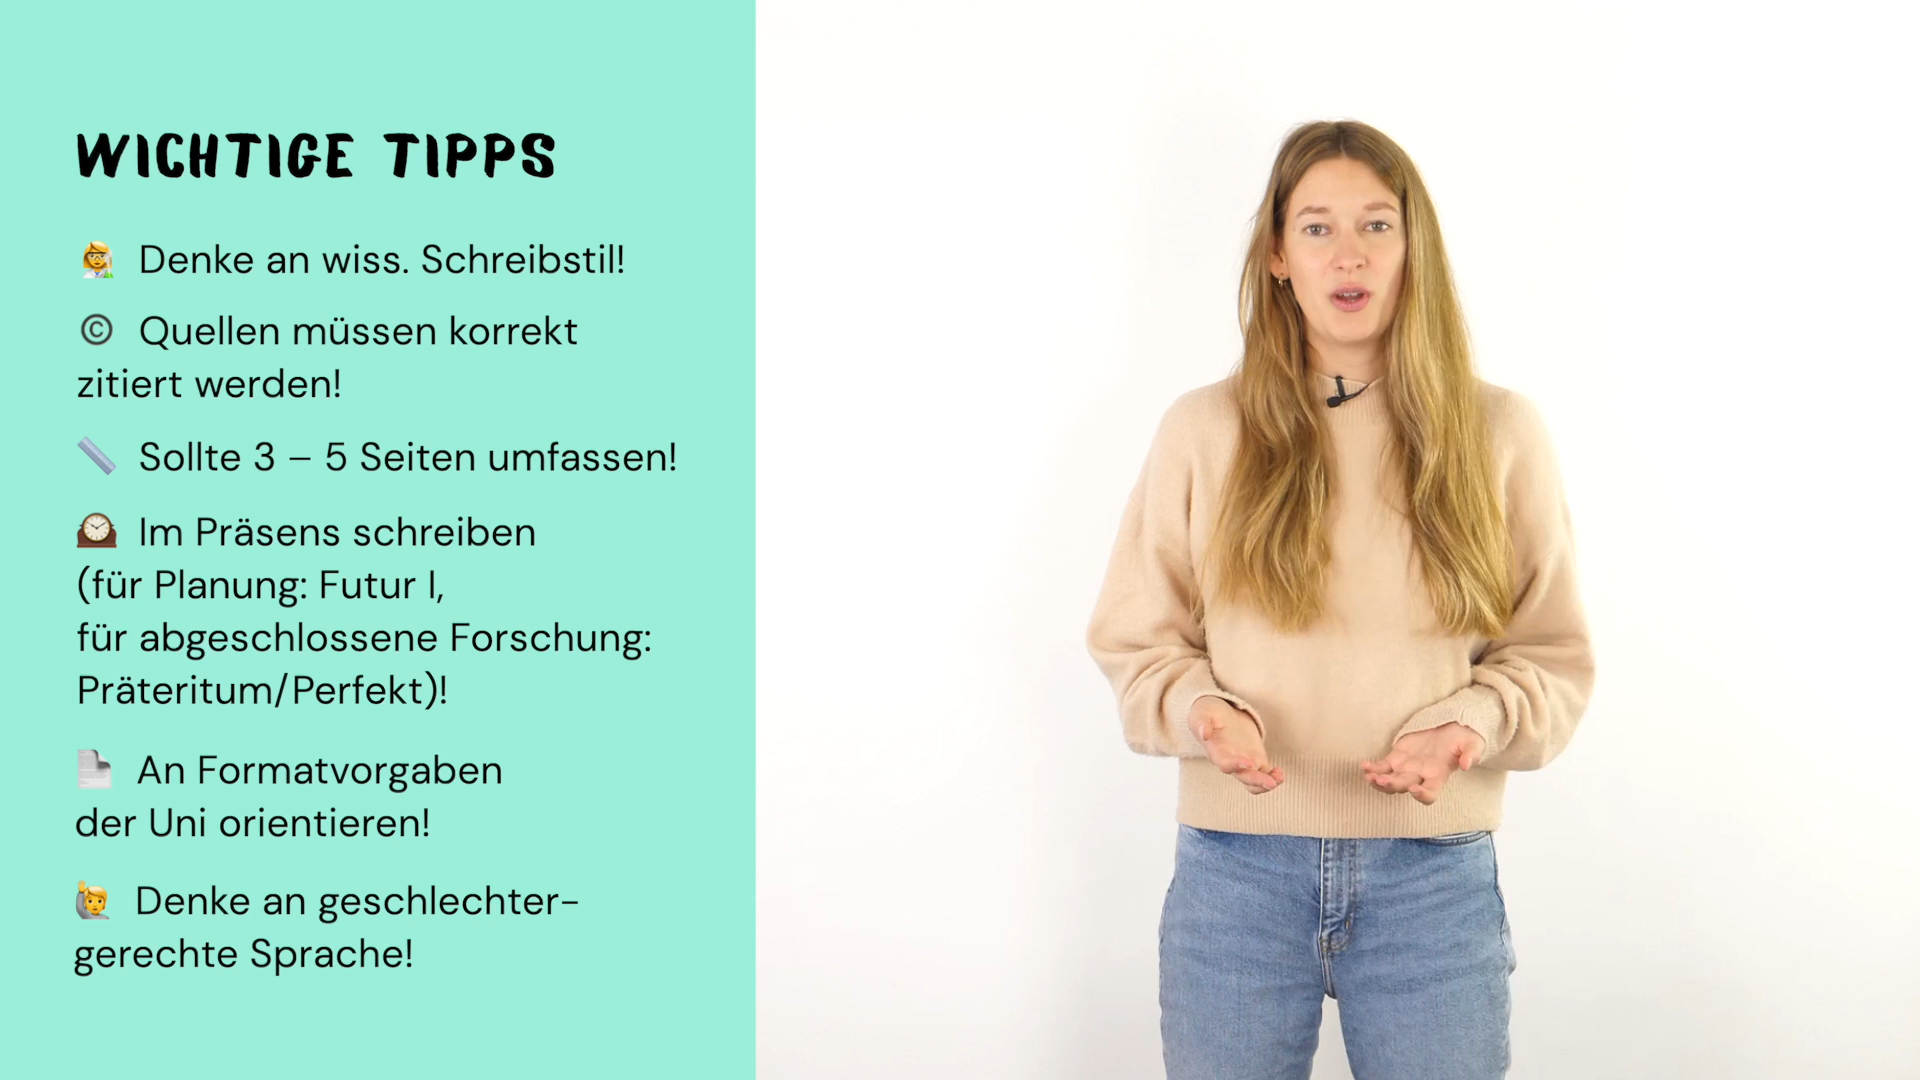 WICHTIGE TIPPS
Denke an wiss. Schreibstil!
© Quellen müssen korrekt
zitiert werden!
Sollte 3 – 5 Seiten umfassen!
Im Präsens schreiben
(für Planung: Futur I,
für abgeschlossene Forschung:
Präteritum/Perfekt)!
An Formatvorgaben
der Uni orientieren!
Denke an geschlechter-
gerechte Sprache!